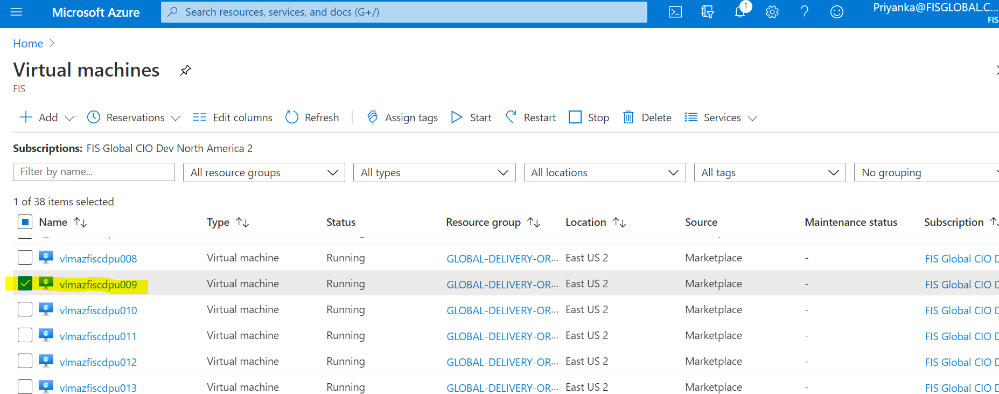 Microsoft Azure Search resources, services, and docs (G+/) 1 Priyanka@FISGLOBAL.C...
FIS
Home
Virtual machines
FIS
Add Reservations Edit columns Refresh Assign tags Start Restart Stop Delete Services
Subscriptions: FIS Global CIO Dev North America 2
Filter by name... All resource groups All types All locations All tags No grouping
1 of 38 items selected
Name Type Status Resource group Location Source Maintenance status Subscription
vlmazfiscdpu008 Virtual machine Running GLOBAL-DELIVERY-OR... East US 2 Marketplace - FIS Global CIO
vlmazfiscdpu009 Virtual machine Running GLOBAL-DELIVERY-OR... East US 2 Marketplace - FIS Global CIO
vlmazfiscdpu010 Virtual machine Running GLOBAL-DELIVERY-OR... East US 2 Marketplace - FIS Global CIO
vlmazfiscdpu011 Virtual machine Running GLOBAL-DELIVERY-OR... East US 2 Marketplace - FIS Global CIO
vlmazfiscdpu012 Virtual machine Running GLOBAL-DELIVERY-OR... East US 2 Marketplace - FIS Global CIO
vlmazfiscdpu013 Virtual machine Running GLOBAL-DELIVERY-OR... East US 2 Marketplace - FIS Global CIO